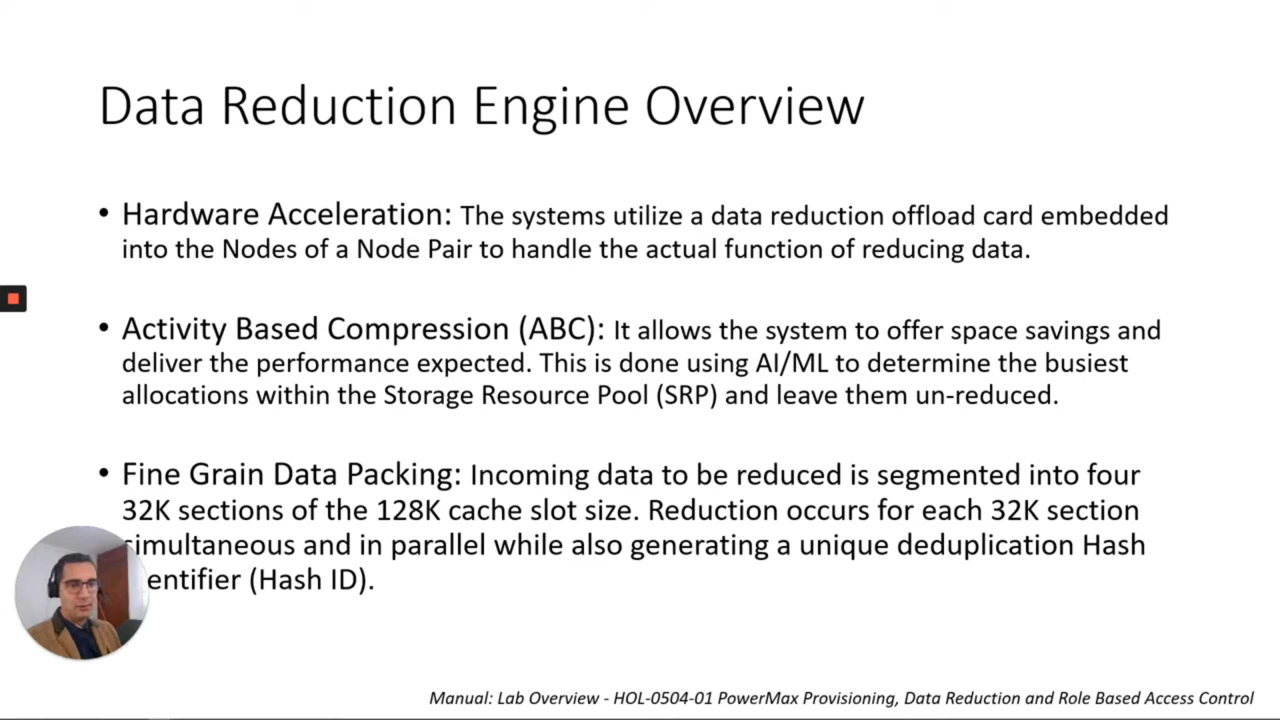 Data Reduction Engine Overview
• Hardware Acceleration: The systems utilize a data reduction offload card embedded
into the Nodes of a Node Pair to handle the actual function of reducing data.
• Activity Based Compression (ABC): It allows the system to offer space savings and
deliver the performance expected. This is done using AI/ML to determine the busiest
allocations within the Storage Resource Pool (SRP) and leave them un-reduced.
• Fine Grain Data Packing: Incoming data to be reduced is segmented into four
32K sections of the 128K cache slot size. Reduction occurs for each 32K section
simultaneous and in parallel while also generating a unique deduplication Hash
entifier (Hash ID).
Manual: Lab Overview - HOL-0504-01 PowerMax Provisioning, Data Reduction and Role Based Access Control